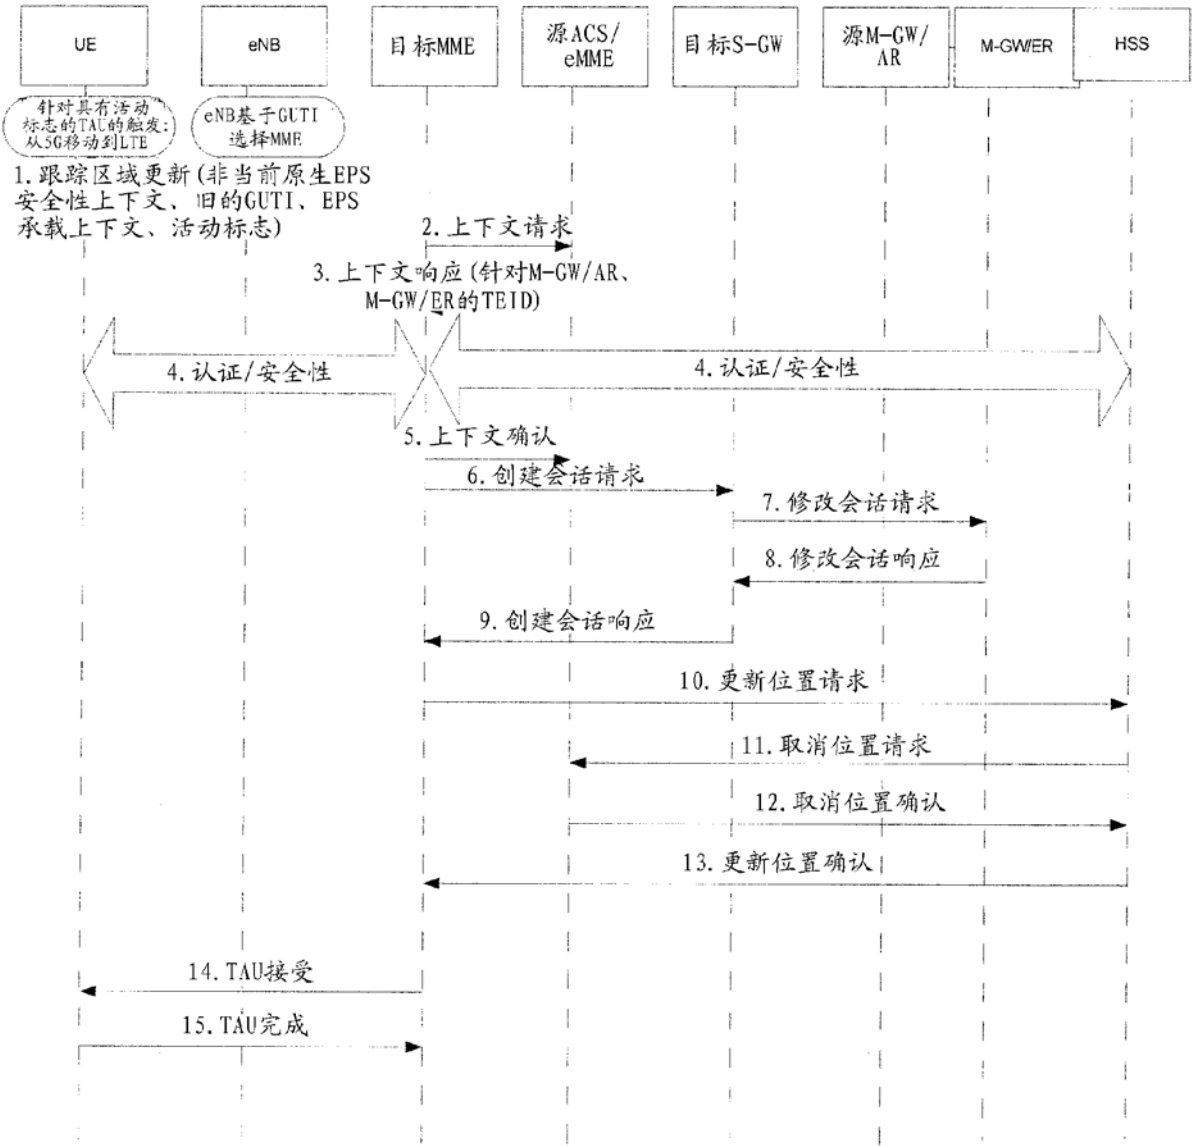 UE
eNB
目标MME
源ACS/
eMME
目标S-GW
源M-GW/
AR
M-GW/ER
HSS
针对具有活动
标志的TAU的触发:
从5G移动到LTE
eNB基于GUTI
选择MME
1.跟踪区域更新(非当前原生EPS
安全性上下文、旧的GUTI、EPS
承载上下文、活动标志)
2.上下文请求
3.上下文响应(针对M-GW/AR、
M-GW/ER的TEID)
4.认证/安全性
4.认证/安全性
5.上下文确认
6.创建会话请求
7.修改会话请求
8.修改会话响应
9.创建会话响应
10.更新位置请求
11.取消位置请求
12.取消位置确认
13.更新位置确认
14.TAU接受
15.TAU完成